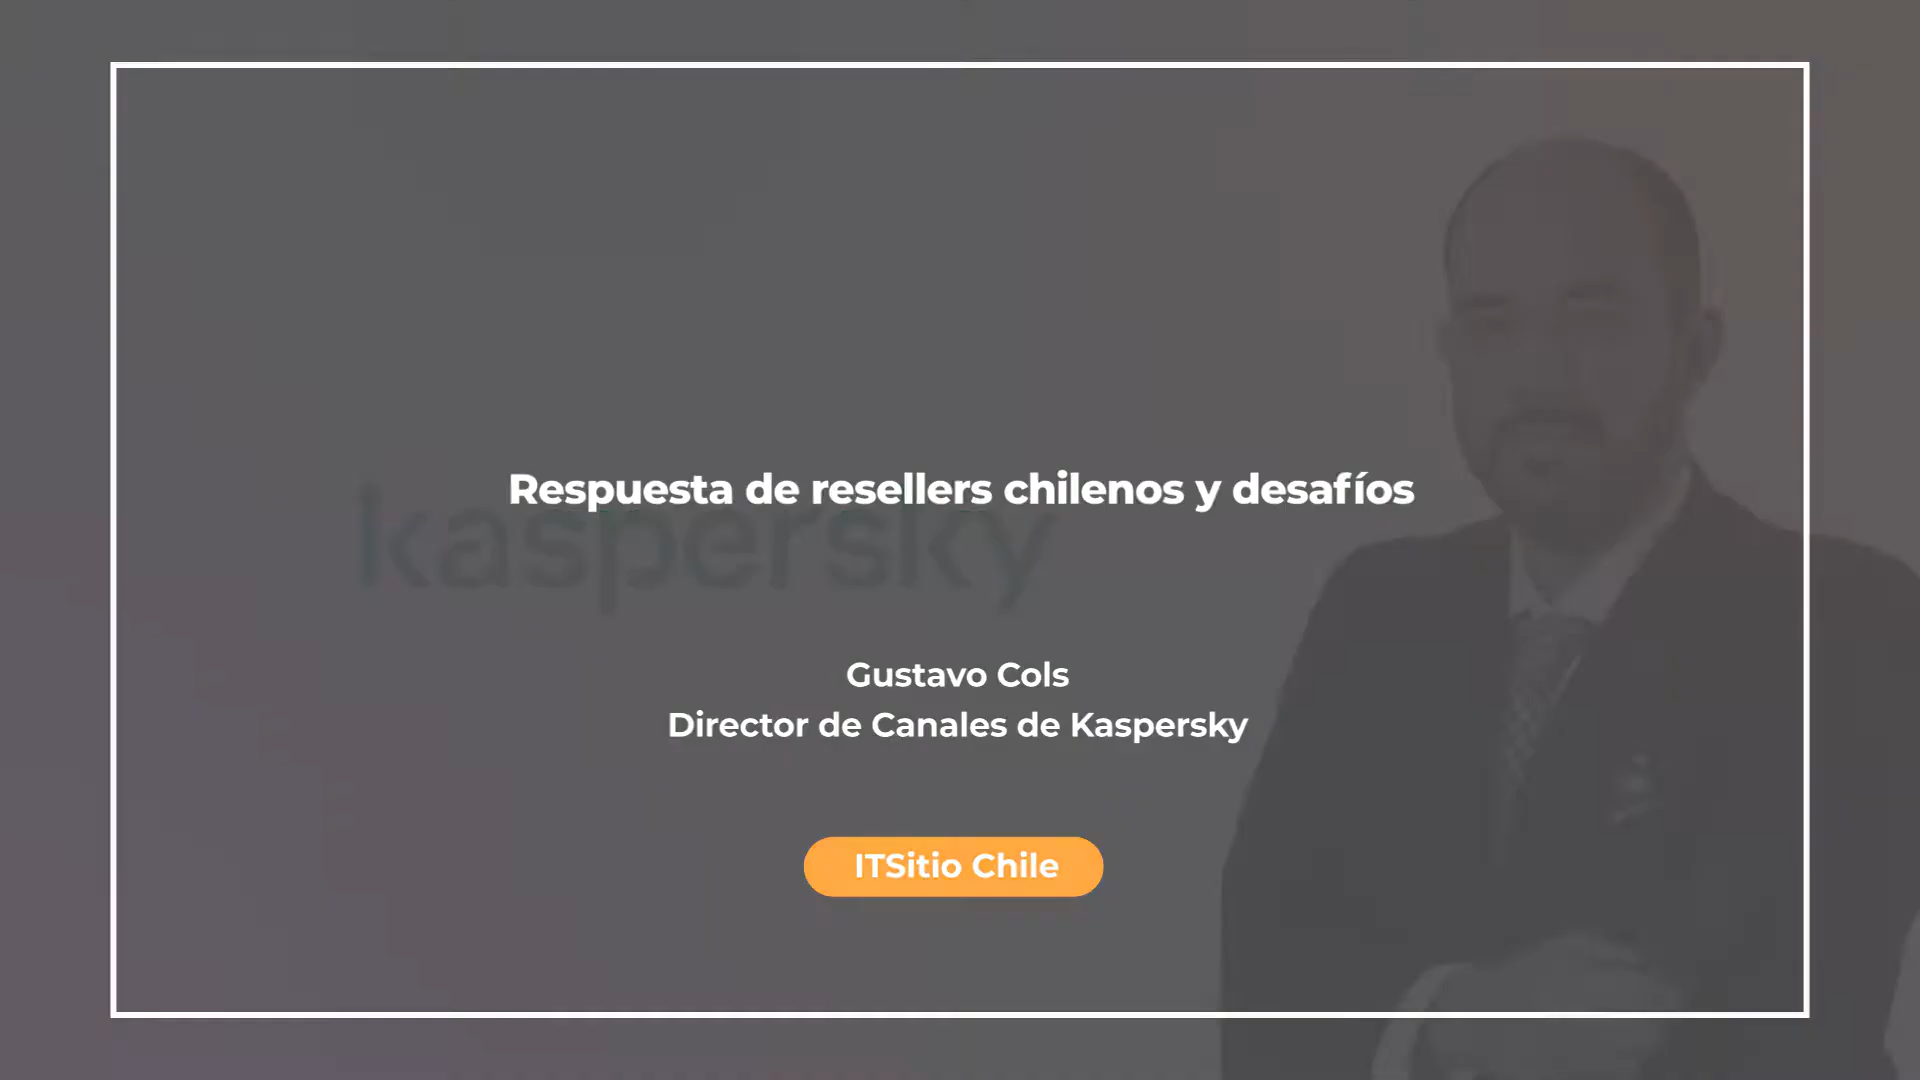 Respuesta de resellers chilenos y desafíos
kaspersky
Gustavo Cols
Director de Canales de Kaspersky
ITSitio Chile